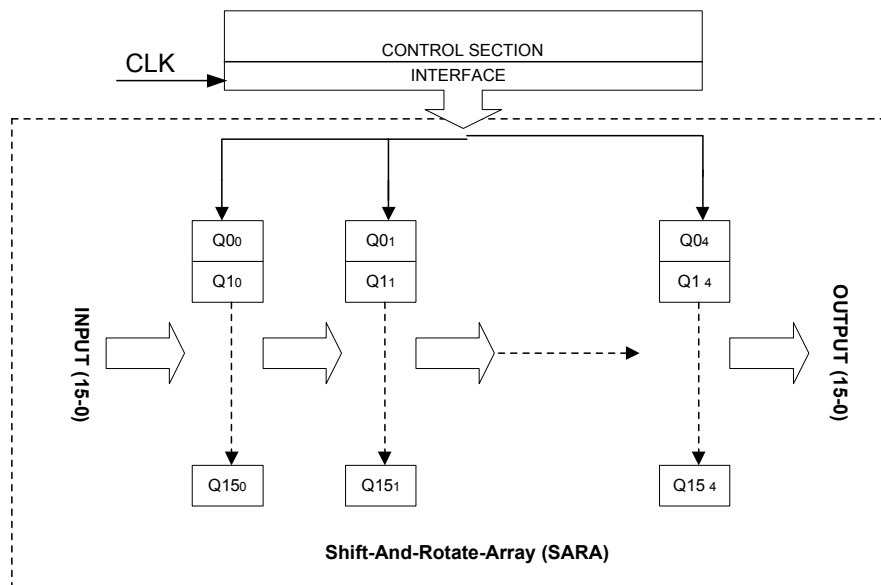 CONTROL SECTION
CLK
INTERFACE
Q00
Q01
Q04
Q10
Q11
Q1 4
INPUT (15-0)
OUTPUT (15-0)
Q150
Q151
Q15 4
Shift-And-Rotate-Array (SARA)